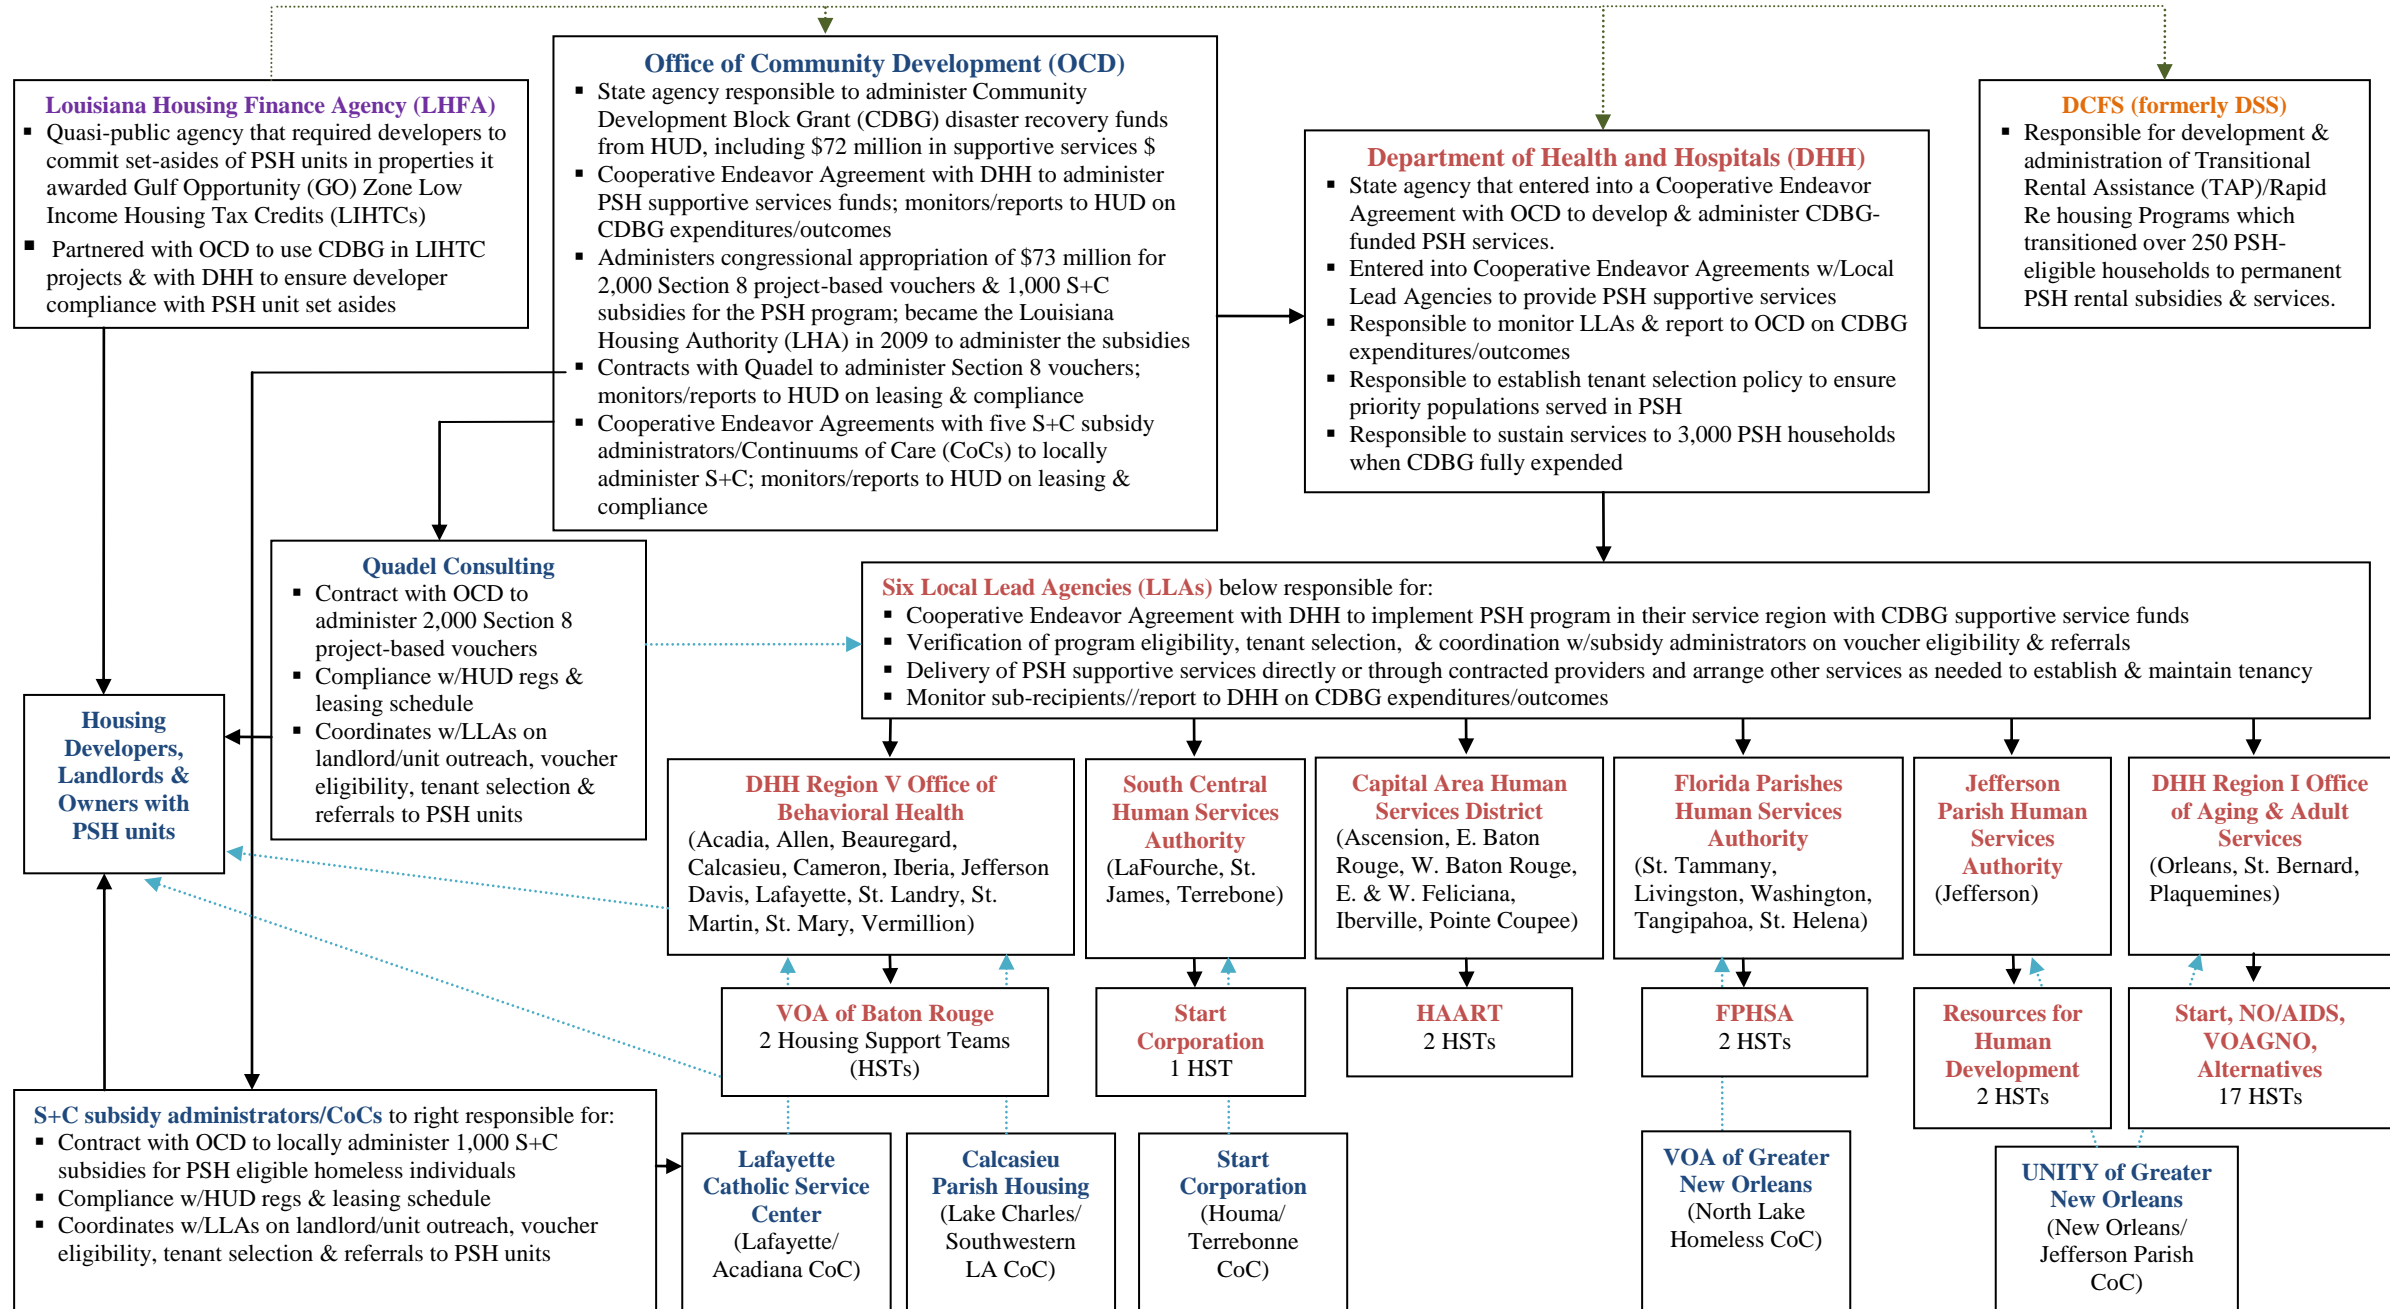 Louisiana Housing Finance Agency (LHFA)
▪ Quasi-public agency that required developers to
commit set-asides of PSH units in properties it
awarded Gulf Opportunity (GO) Zone Low
Income Housing Tax Credits (LIHTCs)
▪ Partnered with OCD to use CDBG in LIHTC
projects & with DHH to ensure developer
compliance with PSH unit set asides
Office of Community Development (OCD)
▪ State agency responsible to administer Community
Development Block Grant (CDBG) disaster recovery funds
from HUD, including $72 million in supportive services $
▪ Cooperative Endeavor Agreement with DHH to administer
PSH supportive services funds; monitors/reports to HUD on
CDBG expenditures/outcomes
▪ Administers congressional appropriation of $73 million for
2,000 Section 8 project-based vouchers & 1,000 S+C
subsidies for the PSH program; became the Louisiana
Housing Authority (LHA) in 2009 to administer the subsidies
▪ Contracts with Quadel to administer Section 8 vouchers;
monitors/reports to HUD on leasing & compliance
▪ Cooperative Endeavor Agreements with five S+C subsidy
administrators/Continuums of Care (CoCs) to locally
administer S+C; monitors/reports to HUD on leasing &
compliance
Department of Health and Hospitals (DHH)
▪ State agency that entered into a Cooperative Endeavor
Agreement with OCD to develop & administer CDBG-
funded PSH services.
▪ Entered into Cooperative Endeavor Agreements w/Local
Lead Agencies to provide PSH supportive services
▪ Responsible to monitor LLAs & report to OCD on CDBG
expenditures/outcomes
▪ Responsible to establish tenant selection policy to ensure
priority populations served in PSH
▪ Responsible to sustain services to 3,000 PSH households
when CDBG fully expended
DCFS (formerly DSS)
▪ Responsible for development &
administration of Transitional
Rental Assistance (TAP)/Rapid
Re housing Programs which
transitioned over 250 PSH-
eligible households to permanent
PSH rental subsidies & services.
Quadel Consulting
▪ Contract with OCD to
administer 2,000 Section 8
project-based vouchers
▪ Compliance w/HUD regs &
leasing schedule
▪ Coordinates w/LLAs on
landlord/unit outreach, voucher
eligibility, tenant selection &
referrals to PSH units
Six Local Lead Agencies (LLAs) below responsible for:
▪ Cooperative Endeavor Agreement with DHH to implement PSH program in their service region with CDBG supportive service funds
▪ Verification of program eligibility, tenant selection, & coordination w/subsidy administrators on voucher eligibility & referrals
▪ Delivery of PSH supportive services directly or through contracted providers and arrange other services as needed to establish & maintain tenancy
▪ Monitor sub-recipients//report to DHH on CDBG expenditures/outcomes
Housing
Developers,
Landlords &
Owners with
PSH units
DHH Region V Office of
Behavioral Health
(Acadia, Allen, Beauregard,
Calcasieu, Cameron, Iberia, Jefferson
Davis, Lafayette, St. Landry, St.
Martin, St. Mary, Vermillion)
South Central
Human Services
Authority
(LaFourche, St.
James, Terrebone)
Capital Area Human
Services District
(Ascension, E. Baton
Rouge, W. Baton Rouge,
E. & W. Feliciana,
Iberville, Pointe Coupee)
Florida Parishes
Human Services
Authority
(St. Tammany,
Livingston, Washington,
Tangipahoa, St. Helena)
Jefferson
Parish Human
Services
Authority
(Jefferson)
DHH Region I Office
of Aging & Adult
Services
(Orleans, St. Bernard,
Plaquemines)
VOA of Baton Rouge
2 Housing Support Teams
(HSTs)
Start
Corporation
1 HST
HAART
2 HSTs
FPHSA
2 HSTs
Resources for
Human
Development
2 HSTs
Start, NO/AIDS,
VOAGNO,
Alternatives
17 HSTs
S+C subsidy administrators/CoCs to right responsible for:
▪ Contract with OCD to locally administer 1,000 S+C
subsidies for PSH eligible homeless individuals
▪ Compliance w/HUD regs & leasing schedule
▪ Coordinates w/LLAs on landlord/unit outreach, voucher
eligibility, tenant selection & referrals to PSH units
Lafayette
Catholic Service
Center
(Lafayette/
Acadiana CoC)
Calcasieu
Parish Housing
(Lake Charles/
Southwestern
LA CoC)
Start
Corporation
(Houma/
Terrebonne
CoC)
VOA of Greater
New Orleans
(North Lake
Homeless CoC)
UNITY of Greater
New Orleans
(New Orleans/
Jefferson Parish
CoC)